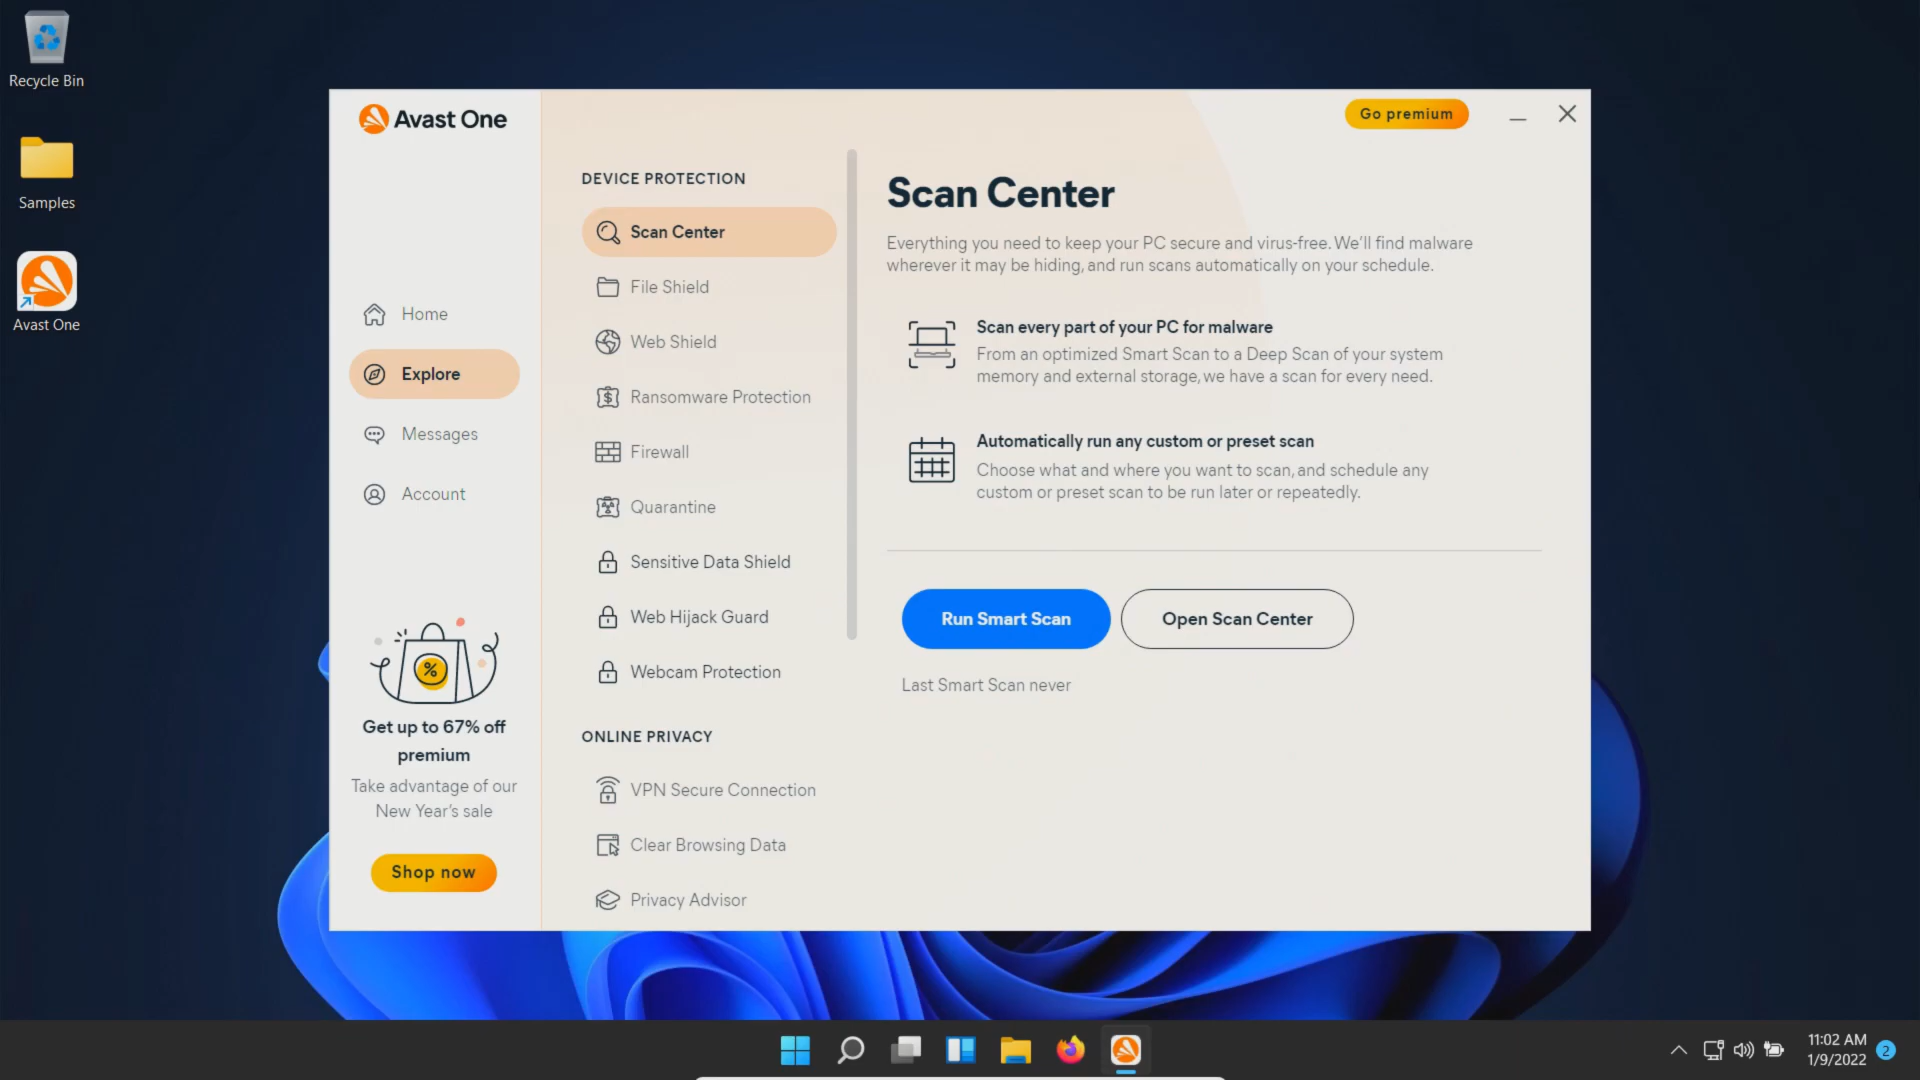 Recycle Bin
Samples
Avast One
Avast One
Home
Explore
Messages
Account
Get up to 67% off
premium
Take advantage of our
New Year's sale
Shop now
DEVICE PROTECTION
Scan Center
File Shield
Web Shield
Ransomware Protection
Firewall
Quarantine
Sensitive Data Shield
Web Hijack Guard
Webcam Protection
ONLINE PRIVACY
VPN Secure Connection
Clear Browsing Data
Privacy Advisor
Go premium
Scan Center
Everything you need to keep your PC secure and virus-free. We'll find malware
wherever it may be hiding, and run scans automatically on your schedule.
Scan every part of your PC for malware
From an optimized Smart Scan to a Deep Scan of your system
memory and external storage, we have a scan for every need.
Automatically run any custom or preset scan
Choose what and where you want to scan, and schedule any
custom or preset scan to be run later or repeatedly.
Run Smart Scan
Open Scan Center
Last Smart Scan never
11:02 AM
1/9/2022
2